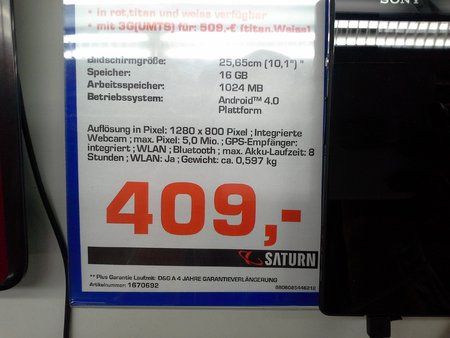 • in rot,titan und weiss verfügbar
• mit 3G(UMTS) für: 509,-€ (titan,Weiss)
Bildschirmgröße: 25,65cm (10,1") *
Speicher: 16 GB
Arbeitsspeicher: 1024 MB
Betriebssystem: Android™ 4.0
Plattform
Auflösung in Pixel: 1280 x 800 Pixel ; Integrierte
Webcam ; max. Pixel: 5,0 Mio. ; GPS-Empfänger:
integriert ; WLAN ; Bluetooth ; max. Akku-Laufzeit: 8
Stunden ; WLAN: Ja ; Gewicht: ca. 0,597 kg
409,-
SATURN
** Plus Garantie Laufzeit: D&G A 4 JAHRE GARANTIEVERLÄNGERUNG
Artikelnummer: 1670692
8806085446212
SONY